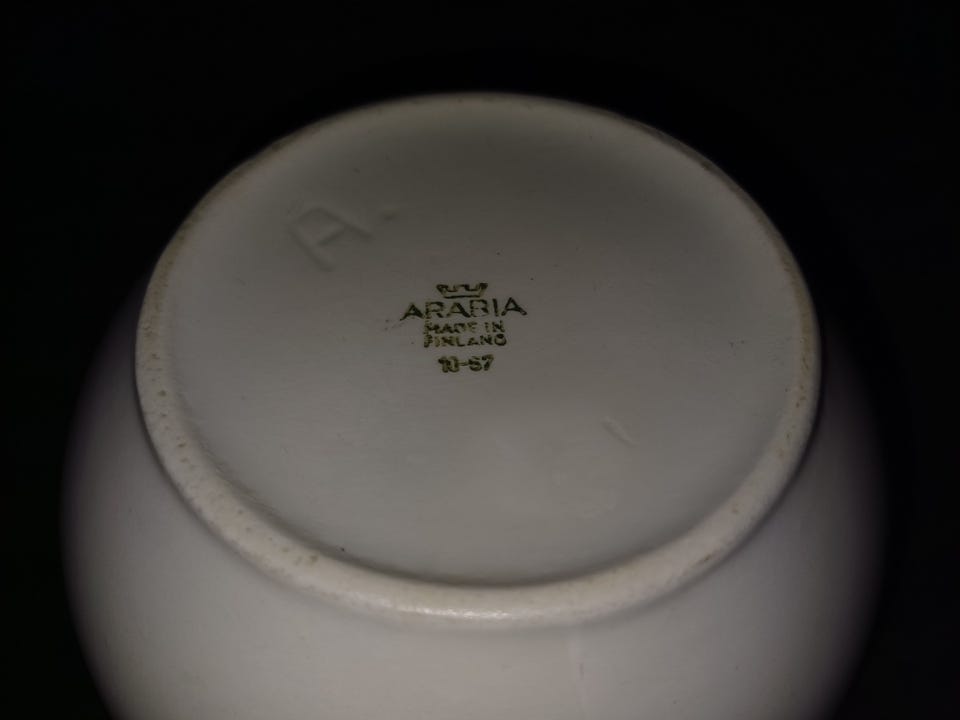 A.
ARABIA
MADE IN
FINLAND
10-67